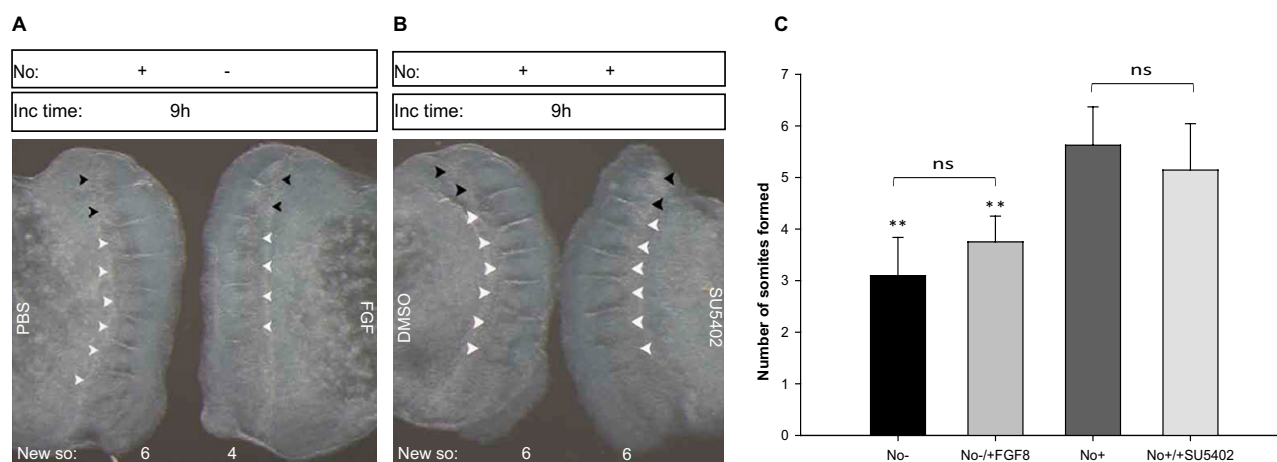 A
No: + -
Inc time: 9h
PBS
FGF
New so: 6 4
B
No: + +
Inc time: 9h
DMSO
SU5402
New so: 6 6
C
Number of somites formed
7
6
5
4
3
2
1
0
ns
ns
**
**
No-
No-/+FGF8
No+
No+/+SU5402